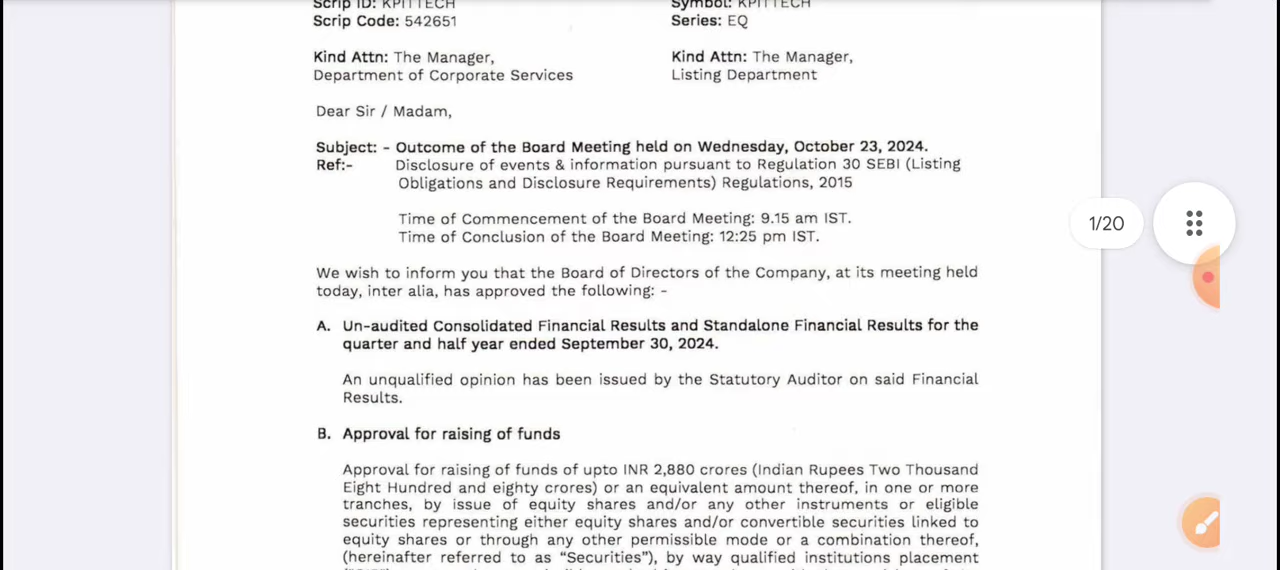 Scrip ID: KPITTECH
Symbol: KPITTECH
Scrip Code: 542651
Series: EQ
Kind Attn: The Manager,
Kind Attn: The Manager,
Department of Corporate Services
Listing Department
Dear Sir / Madam,
Subject: - Outcome of the Board Meeting held on Wednesday, October 23, 2024.
Ref:- Disclosure of events & information pursuant to Regulation 30 SEBI (Listing
Obligations and Disclosure Requirements) Regulations, 2015
Time of Commencement of the Board Meeting: 9.15 am IST.
Time of Conclusion of the Board Meeting: 12:25 pm IST.
1/20
We wish to inform you that the Board of Directors of the Company, at its meeting held
today, inter alia, has approved the following: -
A. Un-audited Consolidated Financial Results and Standalone Financial Results for the
quarter and half year ended September 30, 2024.
An unqualified opinion has been issued by the Statutory Auditor on said Financial
Results.
B. Approval for raising of funds
Approval for raising of funds of upto INR 2,880 crores (Indian Rupees Two Thousand
Eight Hundred and eighty crores) or an equivalent amount thereof, in one or more
tranches, by issue of equity shares and/or any other instruments or eligible
securities representing either equity shares and/or convertible securities linked to
equity shares or through any other permissible mode or a combination thereof,
(hereinafter referred to as “Securities”), by way qualified institutions placement